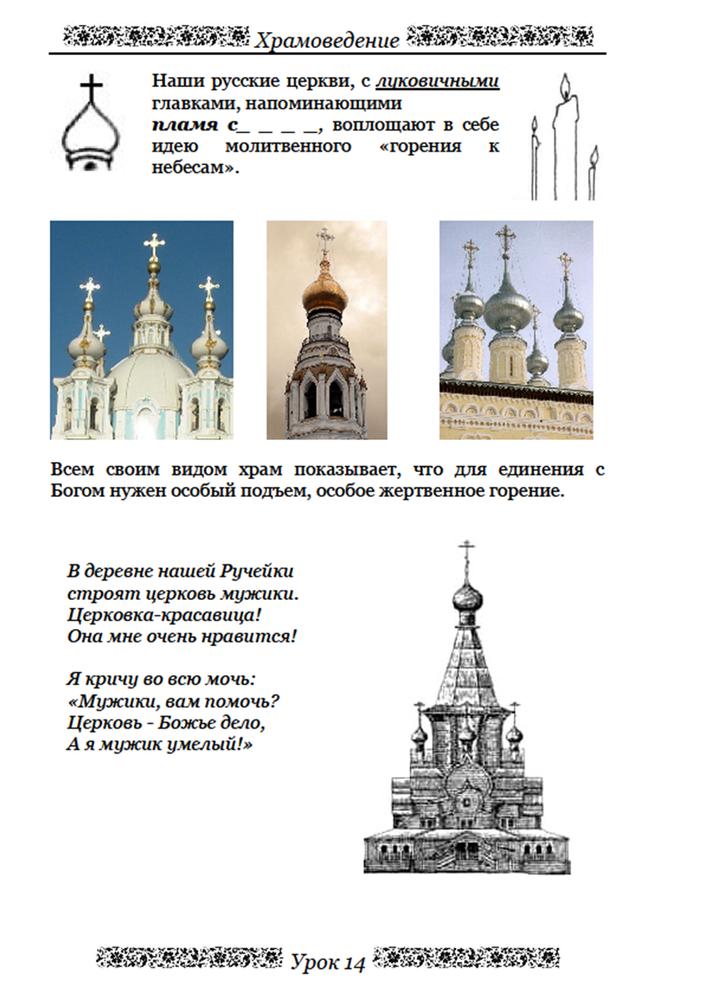 Храмоведение
Наши русские церкви, с луковичными
главками, напоминающими
пламя с_ _ _ _, воплощают в себе
идею молитвенного «горения к
небесам».
Всем своим видом храм показывает, что для единения с
Богом нужен особый подъем, особое жертвенное горение.
В деревне нашей Ручейки
строят церковь мужики.
Церковка-красавица!
Она мне очень нравится!
Я кричу во всю мочь:
«Мужики, вам помочь?
Церковь - Божье дело,
А я мужик умелый!»
Урок 14